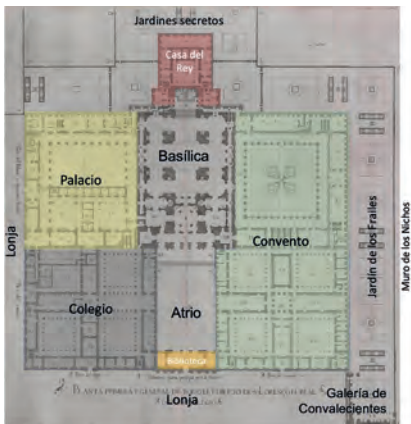 Jardines secretos
Casa del
Rey
Basílica
Palacio
Convento
Lonja
Jardín de los Frailes
Muro de los Nichos
Colegio
Atrio
Biblioteca
Lonja
Galería de
Convalecientes